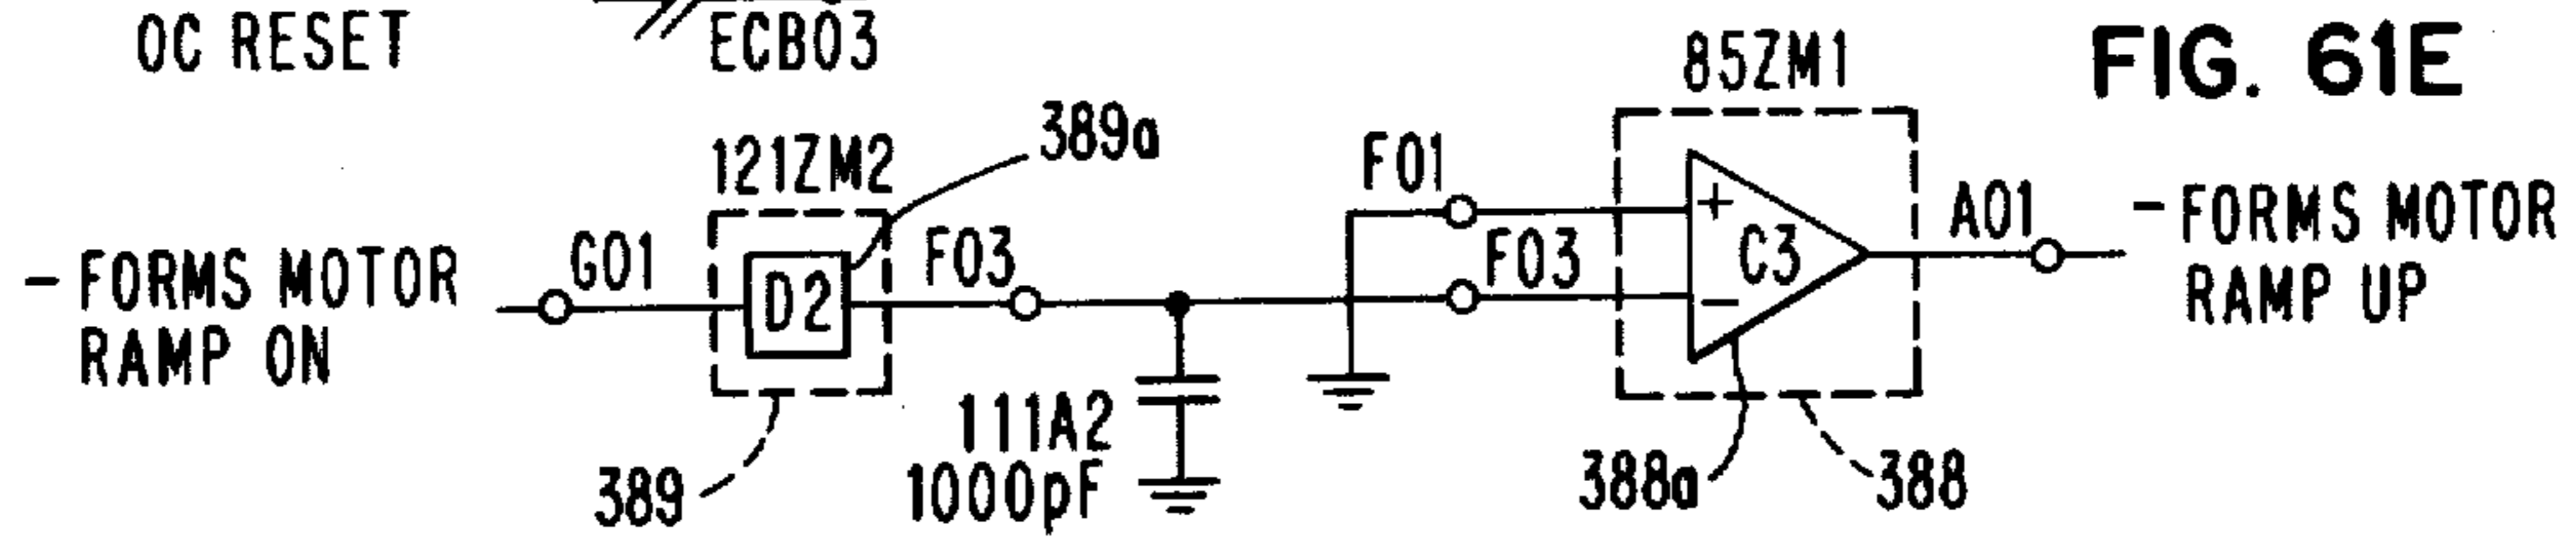 OC RESET
ECB03
85ZM1
FIG. 61E
389a
121ZM2
F01
+
C3
A01
- FORMS MOTOR
RAMP UP
- FORMS MOTOR
RAMP ON
G01
D2
F03
F03
-
111A2
1000pF
389
388a
388